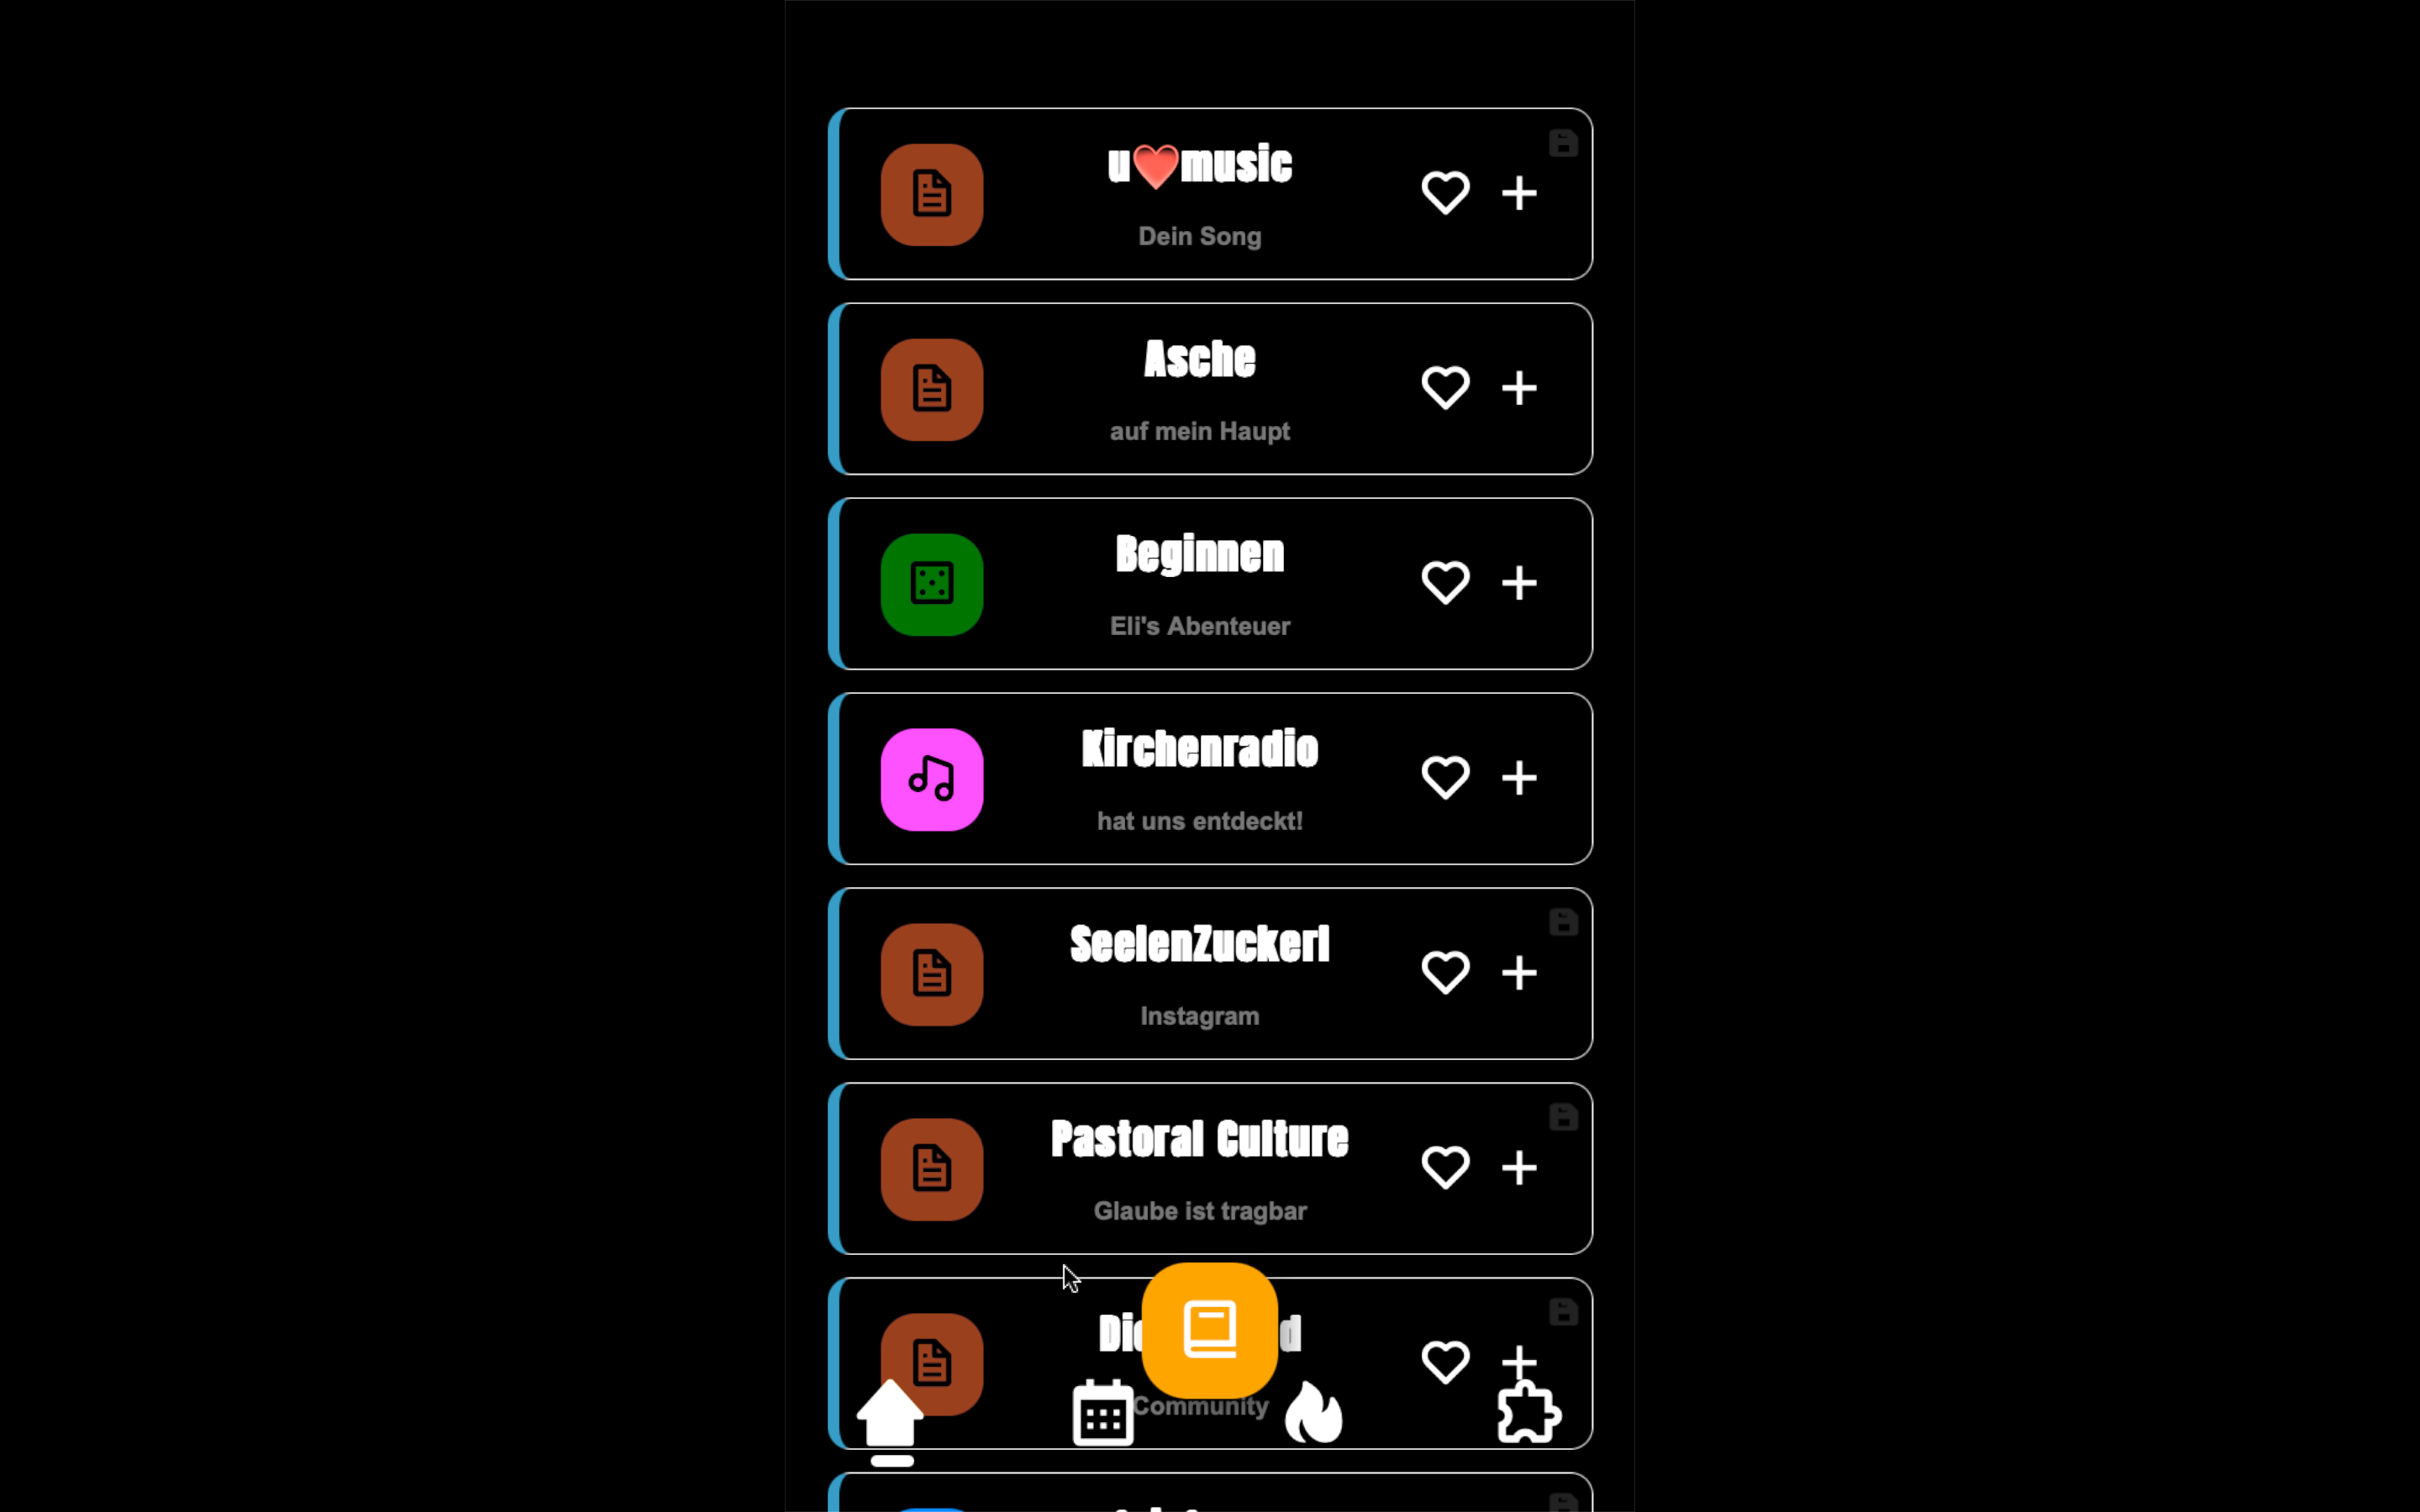 u❤️music
Dein Song
Asche
auf mein Haupt
Beginnen
Eli's Abenteuer
Kirchenradio
hat uns entdeckt!
SeelenZuckerl
Instagram
Pastoral Culture
Glaube ist tragbar
Community